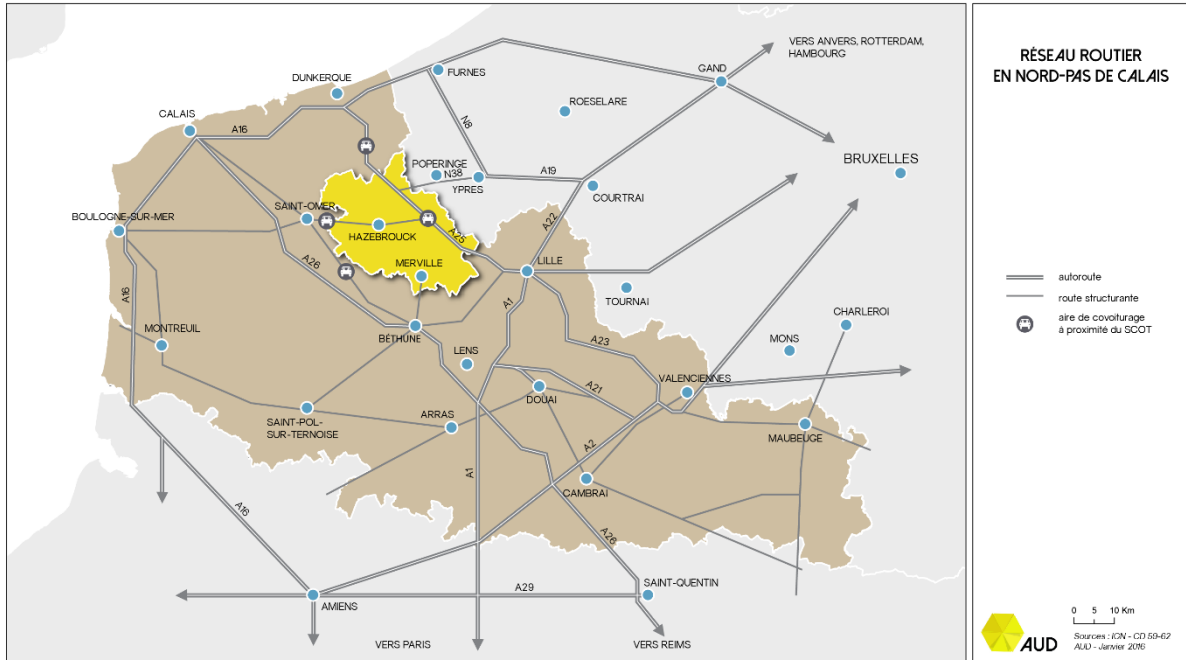 VERS ANVERS, ROTTERDAM,
HAMBOURG
GAND
FURNES
DUNKERQUE
ROESELARE
CALAIS
A16
N8
BRUXELLES
POPERINGE
N38
YPRES
A19
COURTRAI
SAINT-OMER
BOULOGNE-SUR-MER
HAZEBROUCK
A25
A22
A26
MERVILLE
LILLE
TOURNAI
A16
A1
CHARLEROI
MONTREUIL
BÉTHUNE
LENS
A23
MONS
VALENCIENNES
A21
DOUAI
SAINT-POL-
SUR-TERNOISE
ARRAS
MAUBEUGE
A2
A1
CAMBRAI
A16
A26
A29
SAINT-QUENTIN
AMIENS
VERS PARIS
VERS REIMS
RÉSEAU ROUTIER
EN NORD-PAS DE CALAIS
autoroute
route structurante
aire de covoiturage
à proximité du SCOT
0 5 10 Km
AUD
Sources : IGN - CD 59-62
AUD - Janvier 2016